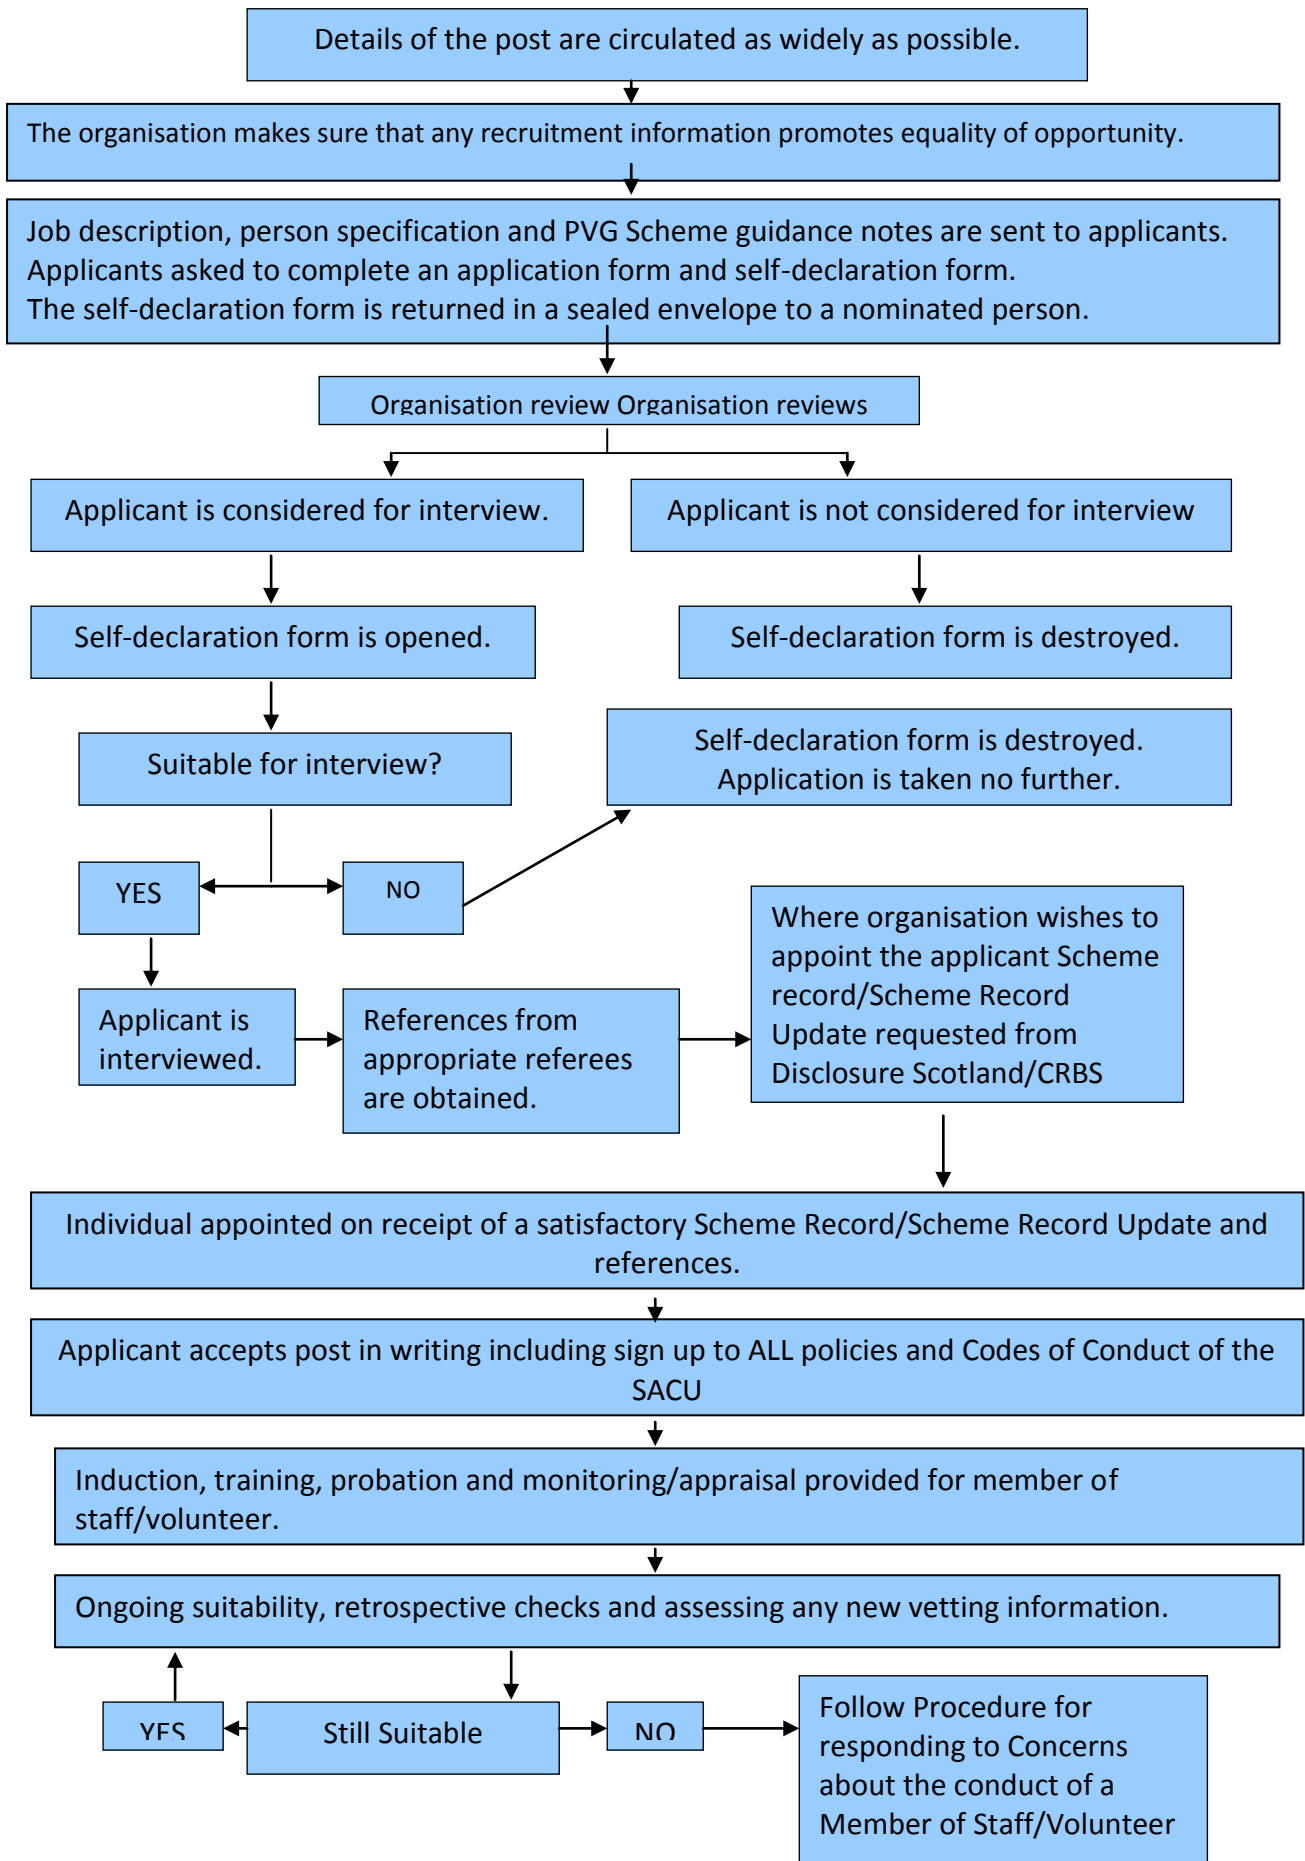 Details of the post are circulated as widely as possible.
The organisation makes sure that any recruitment information promotes equality of opportunity.
Job description, person specification and PVG Scheme guidance notes are sent to applicants.
Applicants asked to complete an application form and self-declaration form.
The self-declaration form is returned in a sealed envelope to a nominated person.
Organisation review Organisation reviews
Applicant is considered for interview.
Applicant is not considered for interview
Self-declaration form is opened.
Self-declaration form is destroyed.
Suitable for interview?
Self-declaration form is destroyed.
Application is taken no further.
YES
NO
Applicant is
interviewed.
References from
appropriate referees
are obtained.
Where organisation wishes to
appoint the applicant Scheme
record/Scheme Record
Update requested from
Disclosure Scotland/CRBS
Individual appointed on receipt of a satisfactory Scheme Record/Scheme Record Update and
references.
Applicant accepts post in writing including sign up to ALL policies and Codes of Conduct of the
SACU
Induction, training, probation and monitoring/appraisal provided for member of
staff/volunteer.
Ongoing suitability, retrospective checks and assessing any new vetting information.
YES
Still Suitable
NO
Follow Procedure for
responding to Concerns
about the conduct of a
Member of Staff/Volunteer